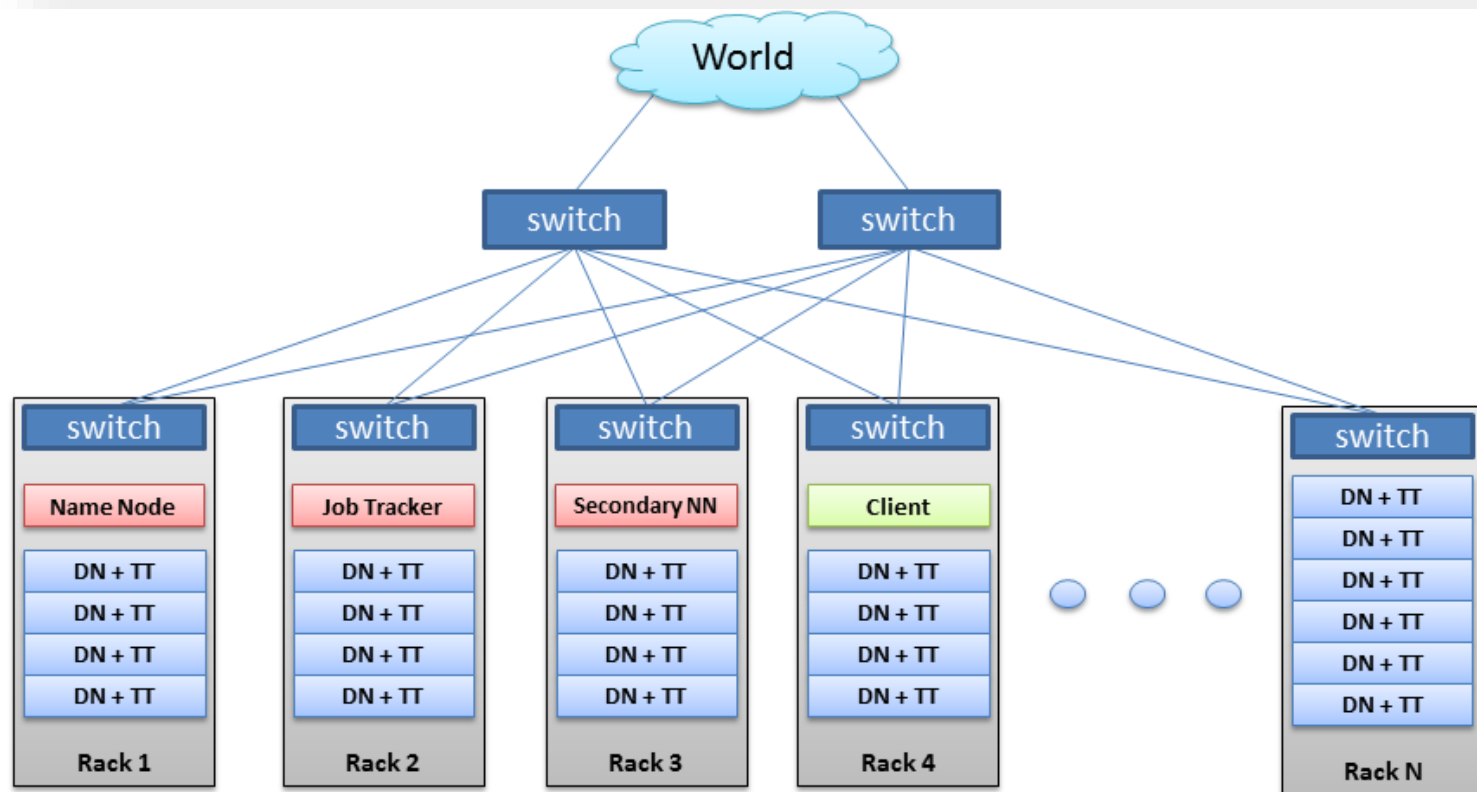 World
switch
switch
switch
Name Node
DN + TT
DN + TT
DN + TT
DN + TT
Rack 1
switch
Job Tracker
DN + TT
DN + TT
DN + TT
DN + TT
Rack 2
switch
Secondary NN
DN + TT
DN + TT
DN + TT
DN + TT
Rack 3
switch
Client
DN + TT
DN + TT
DN + TT
DN + TT
Rack 4
switch
DN + TT
DN + TT
DN + TT
DN + TT
DN + TT
DN + TT
Rack N